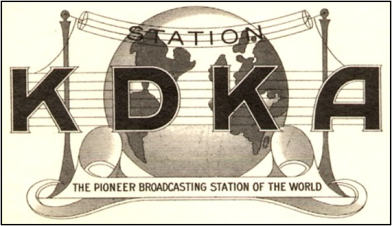 STATION
KDKA
THE PIONEER BROADCASTING STATION OF THE WORLD